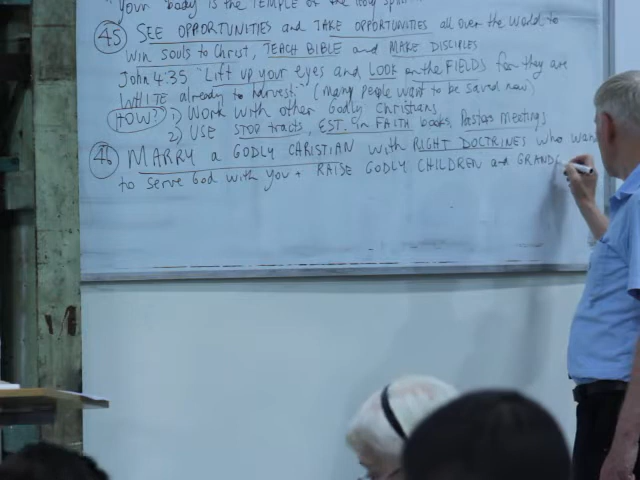 "Your body is the TEMPLE of the Holy Spirit
45 SEE OPPORTUNITIES and TAKE OPPORTUNITIES all over the world to
win souls to Christ, TEACH BIBLE and MAKE DISCIPLES
John 4:35 "Lift up your eyes and LOOK on the FIELDS for they are
WHITE already to harvest." (many people want to be saved now)
HOW? 1) Work with other Godly Christians
2) USE STOP tracts, EST. in FAITH books, Pastors Meetings
46 MARRY a GODLY CHRISTIAN with RIGHT DOCTRINES who wan
to serve God with you + RAISE GODLY CHILDREN and GRANDC